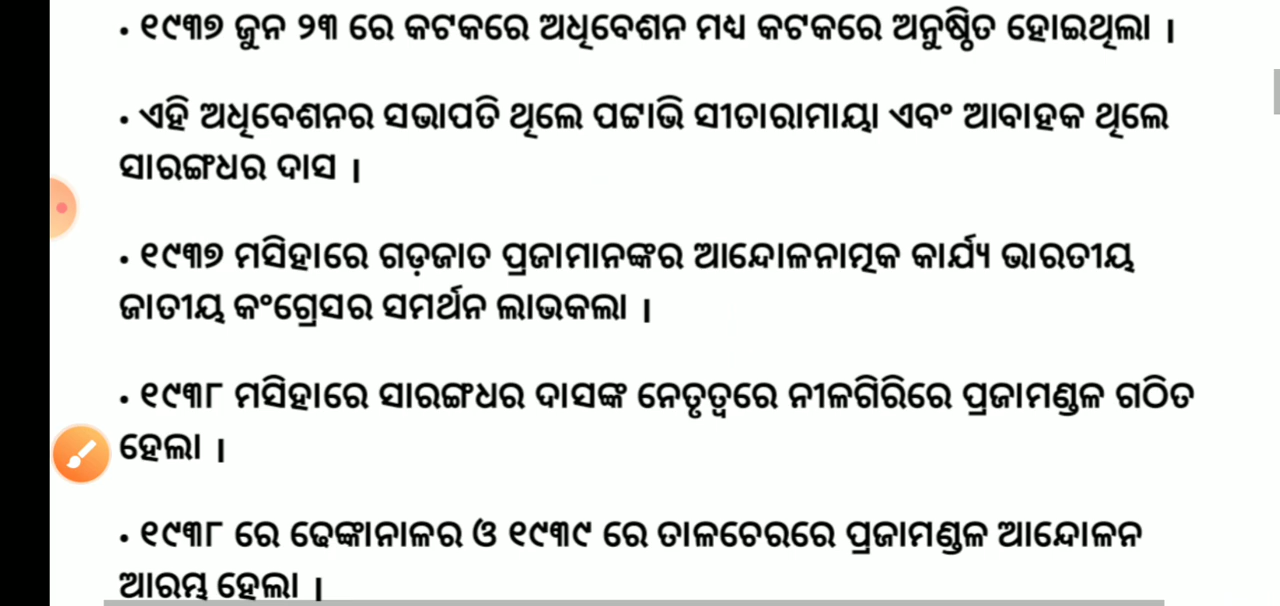 • ୧୯୩୭ ଜୁନ ୨୩ ରେ କଟକରେ ଅଧିବେଶନ ମଧ୍ୟ କଟକରେ ଅନୁଷ୍ଠିତ ହୋଇଥିଲା ।
• ଏହି ଅଧିବେଶନର ସଭାପତି ଥିଲେ ପଟ୍ଟାଭି ସୀତାରାମାୟା ଏବଂ ଆବାହକ ଥିଲେ
ସାରଙ୍ଗଧର ଦାସ ।
• ୧୯୩୭ ମସିହାରେ ଗଡ଼ଜାତ ପ୍ରଜାମାନଙ୍କର ଆନ୍ଦୋଳନାତ୍ମକ କାର୍ଯ୍ୟ ଭାରତୀୟ
ଜାତୀୟ କଂଗ୍ରେସର ସମର୍ଥନ ଲାଭକଲା ।
• ୧୯୩୮ ମସିହାରେ ସାରଙ୍ଗଧର ଦାସଙ୍କ ନେତୃତ୍ୱରେ ନୀଳଗିରିରେ ପ୍ରଜାମଣ୍ଡଳ ଗଠିତ
ହେଲା ।
• ୧୯୩୮ ରେ ଢେଙ୍କାନାଳର ଓ ୧୯୩୯ ରେ ତାଳଚେରରେ ପ୍ରଜାମଣ୍ଡଳ ଆନ୍ଦୋଳନ
ଆରମ୍ଭ ହେଲା ।